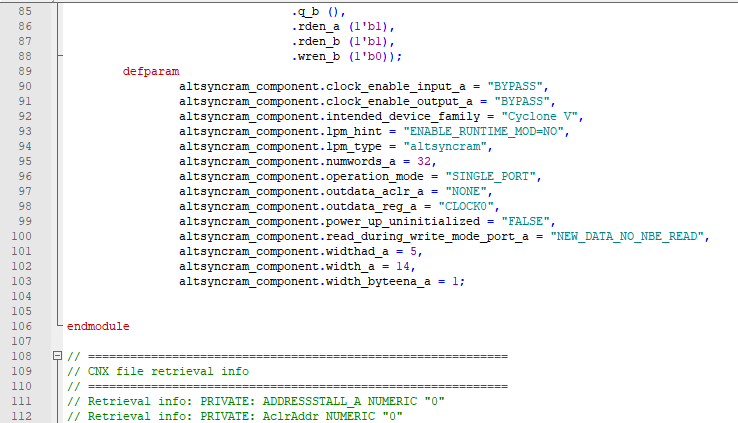 85 .q_b (),
86 .rden_a (1'b1),
87 .rden_b (1'b1),
88 .wren_b (1'b0));
89 defparam
90 altsyncram_component.clock_enable_input_a = "BYPASS",
91 altsyncram_component.clock_enable_output_a = "BYPASS",
92 altsyncram_component.intended_device_family = "Cyclone V",
93 altsyncram_component.lpm_hint = "ENABLE_RUNTIME_MOD=NO",
94 altsyncram_component.lpm_type = "altsyncram",
95 altsyncram_component.numwords_a = 32,
96 altsyncram_component.operation_mode = "SINGLE_PORT",
97 altsyncram_component.outdata_aclr_a = "NONE",
98 altsyncram_component.outdata_reg_a = "CLOCK0",
99 altsyncram_component.power_up_uninitialized = "FALSE",
100 altsyncram_component.read_during_write_mode_port_a = "NEW_DATA_NO_NBE_READ",
101 altsyncram_component.widthad_a = 5,
102 altsyncram_component.width_a = 14,
103 altsyncram_component.width_byteena_a = 1;
104
105
106 endmodule
107
108 // ============================================================
109 // CNX file retrieval info
110 // ============================================================
111 // Retrieval info: PRIVATE: ADDRESSSTALL_A NUMERIC "0"
112 // Retrieval info: PRIVATE: AclrAddr NUMERIC "0"